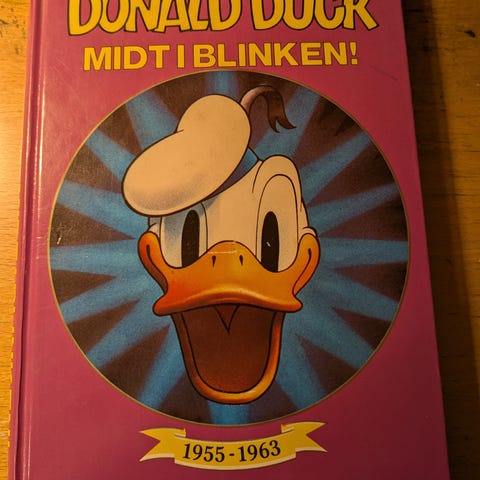 DONALD DUCK
MIDT I BLINKEN!
1955-1963